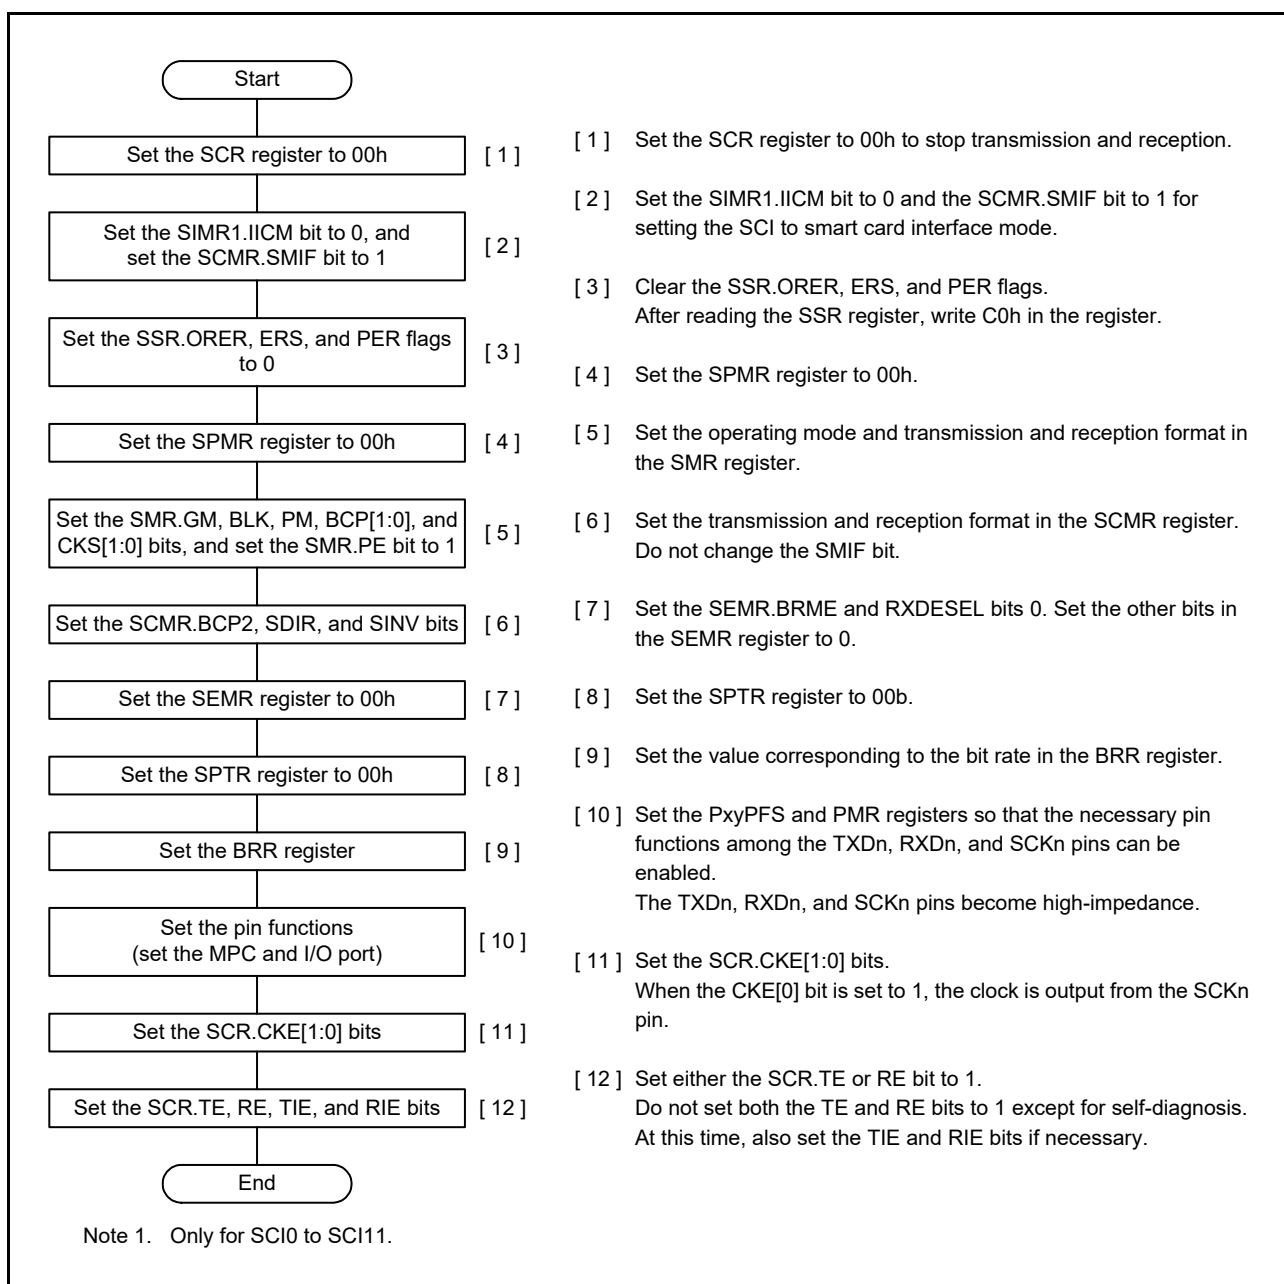 Start
Set the SCR register to 00h [ 1 ]
Set the SIMR1.IICM bit to 0, and
set the SCMR.SMIF bit to 1
[ 2 ]
Set the SSR.ORER, ERS, and PER flags
to 0
[ 3 ]
Set the SPMR register to 00h [ 4 ]
Set the SMR.GM, BLK, PM, BCP[1:0], and
CKS[1:0] bits, and set the SMR.PE bit to 1
[ 5 ]
Set the SCMR.BCP2, SDIR, and SINV bits [ 6 ]
Set the SEMR register to 00h [ 7 ]
Set the SPTR register to 00h [ 8 ]
Set the BRR register [ 9 ]
Set the pin functions
(set the MPC and I/O port)
[ 10 ]
Set the SCR.CKE[1:0] bits [ 11 ]
Set the SCR.TE, RE, TIE, and RIE bits [ 12 ]
End
Note 1. Only for SCI0 to SCI11.
[ 1 ] Set the SCR register to 00h to stop transmission and reception.
[ 2 ] Set the SIMR1.IICM bit to 0 and the SCMR.SMIF bit to 1 for
setting the SCI to smart card interface mode.
[ 3 ] Clear the SSR.ORER, ERS, and PER flags.
After reading the SSR register, write C0h in the register.
[ 4 ] Set the SPMR register to 00h.
[ 5 ] Set the operating mode and transmission and reception format in
the SMR register.
[ 6 ] Set the transmission and reception format in the SCMR register.
Do not change the SMIF bit.
[ 7 ] Set the SEMR.BRME and RXDESEL bits 0. Set the other bits in
the SEMR register to 0.
[ 8 ] Set the SPTR register to 00b.
[ 9 ] Set the value corresponding to the bit rate in the BRR register.
[ 10 ] Set the PxyPFS and PMR registers so that the necessary pin
functions among the TXDn, RXDn, and SCKn pins can be
enabled.
The TXDn, RXDn, and SCKn pins become high-impedance.
[ 11 ] Set the SCR.CKE[1:0] bits.
When the CKE[0] bit is set to 1, the clock is output from the SCKn
pin.
[ 12 ] Set either the SCR.TE or RE bit to 1.
Do not set both the TE and RE bits to 1 except for self-diagnosis.
At this time, also set the TIE and RIE bits if necessary.